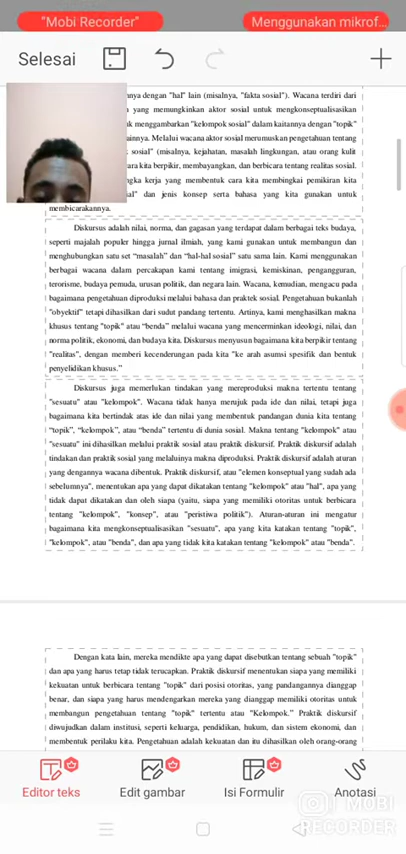 "Mobi Recorder"
Menggunakan mikrof...
Selesai
nya dengan "hal" lain (misalnya, "fakta sosial"). Wacana terdiri dari
yang memungkinkan aktor sosial untuk mengkonseptualisasikan
k menggambarkan "kelompok sosial" dalam kaitannya dengan "topik"
ainnya. Melalui wacana aktor sosial merumuskan pengetahuan tentang
sosial" (misalnya, kejahatan, masalah lingkungan, atau orang kulit
ara kita berpikir, membayangkan, dan berbicara tentang realitas sosial.
ngka kerja yang membentuk cara kita membingkai pemikiran kita
ial" dan jenis konsep serta bahasa yang kita gunakan untuk
membicarakannya.
Diskursus adalah nilai, norma, dan gagasan yang terdapat dalam berbagai teks budaya,
seperti majalah populer hingga jurnal ilmiah, yang kami gunakan untuk membangun dan
menghubungkan satu set “masalah” dan “hal-hal sosial” satu sama lain. Kami menggunakan
berbagai wacana dalam percakapan kami tentang imigrasi, kemiskinan, pengangguran,
terorisme, budaya pemuda, urusan politik, dan negara lain. Wacana, kemudian, mengacu pada
bagaimana pengetahuan diproduksi melalui bahasa dan praktek sosial. Pengetahuan bukanlah
"obyektif" tetapi dihasilkan dari sudut pandang tertentu. Artinya, kami menghasilkan makna
khusus tentang "topik" atau “benda” melalui wacana yang mencerminkan ideologi, nilai, dan
norma politik, ekonomi, dan budaya kita. Diskursus menyusun bagaimana kita berpikir tentang
"realitas", dengan memberi kecenderungan pada kita "ke arah asumsi spesifik dan bentuk
penyelidikan khusus."
Diskursus juga memerlukan tindakan yang mereproduksi makna tertentu tentang
"sesuatu" atau "kelompok". Wacana tidak hanya merujuk pada ide dan nilai, tetapi juga
bagaimana kita bertindak atas ide dan nilai yang membentuk pandangan dunia kita tentang
“topik”, “kelompok”, atau “benda” tertentu di dunia sosial. Makna tentang "kelompok" atau
"sesuatu" ini dihasilkan melalui praktik sosial atau praktik diskursif. Praktik diskursif adalah
tindakan dan praktik sosial yang melaluinya makna diproduksi. Praktik diskursif adalah aturan
yang dengannya wacana dibentuk. Praktik diskursif, atau "elemen konseptual yang sudah ada
sebelumnya", menentukan apa yang dapat dikatakan tentang "kelompok" atau "hal", apa yang
tidak dapat dikatakan dan oleh siapa (yaitu, siapa yang memiliki otoritas untuk berbicara
tentang "kelompok", "konsep", atau "peristiwa politik"). Aturan-aturan ini mengatur
bagaimana kita mengkonseptualisasikan "sesuatu", apa yang kita katakan tentang "topik",
"kelompok", atau "benda", dan apa yang tidak kita katakan tentang "kelompok" atau "benda".
Dengan kata lain, mereka mendikte apa yang dapat disebutkan tentang sebuah "topik"
dan apa yang harus tetap tidak terucapkan. Praktik diskursif menentukan siapa yang memiliki
kekuatan untuk berbicara tentang "topik" dari posisi otoritas, yang pandangannya dianggap
benar, dan siapa yang harus mendengarkan mereka yang dianggap memiliki otoritas untuk
membangun pengetahuan tentang "topik" tertentu atau “Kelompok.” Praktik diskursif
diwujudkan dalam institusi, seperti keluarga, pendidikan, hukum, dan sistem ekonomi, dan
membentuk perilaku kita. Pengetahuan adalah kekuatan dan itu dihasilkan oleh orang-orang
Editor teks
Edit gambar
Isi Formulir
Anotasi
MOBI
RECORDER